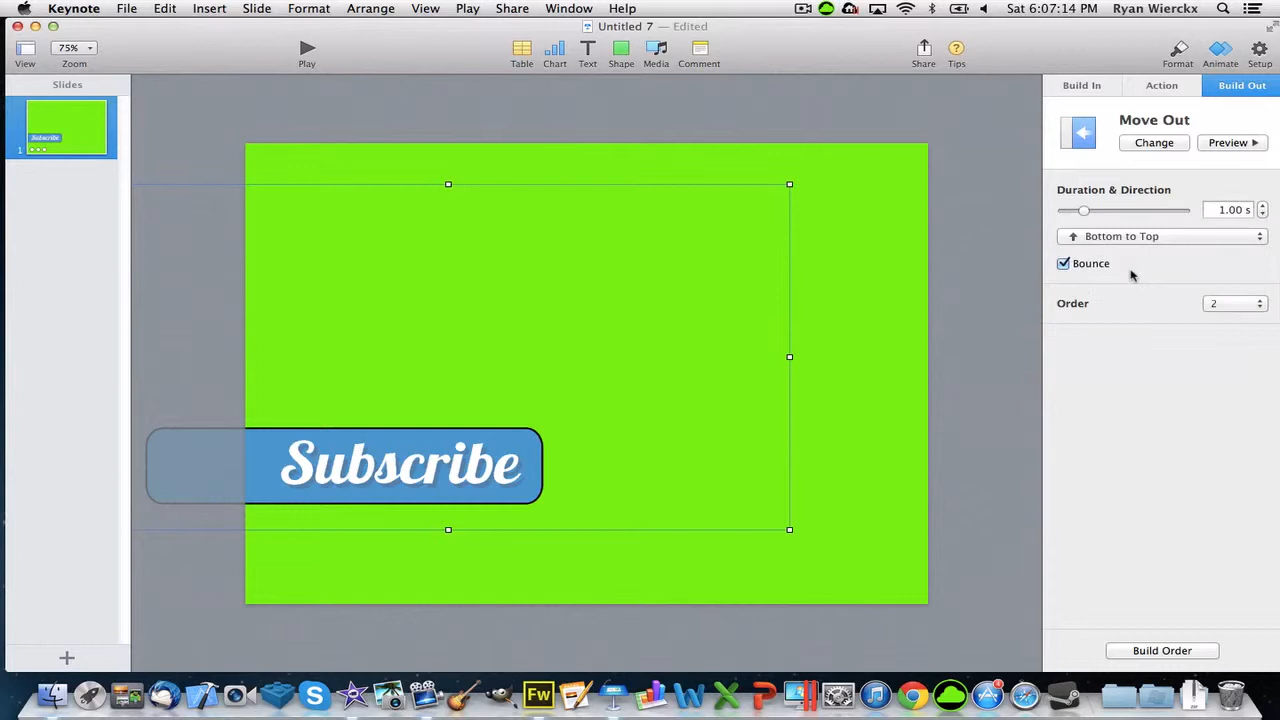 Keynote File Edit Insert Slide Format Arrange View Play Share Window Help Sat 6:07:14 PM Ryan Wierckx
Untitled 7 — Edited
75%
View Zoom Play Table Chart Text Shape Media Comment Share Tips Format Animate Setup
Slides
Build In Action Build Out
Subscribe
1
Move Out
Change Preview
Duration & Direction
1.00 s
Bottom to Top
Bounce
Order 2
Subscribe
Build Order
Fw